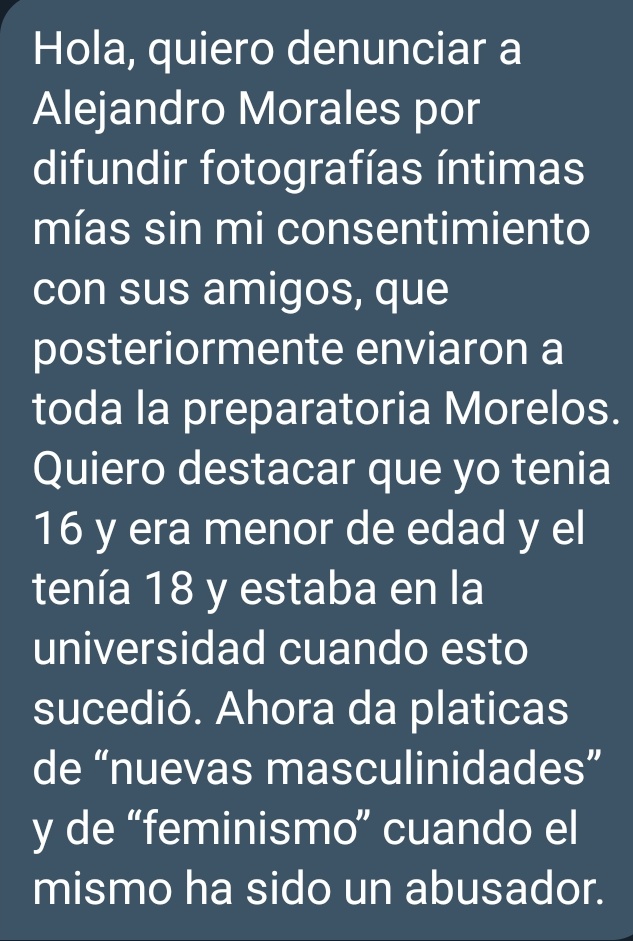 Hola, quiero denunciar a
Alejandro Morales por
difundir fotografías íntimas
mías sin mi consentimiento
con sus amigos, que
posteriormente enviaron a
toda la preparatoria Morelos.
Quiero destacar que yo tenia
16 y era menor de edad y el
tenía 18 y estaba en la
universidad cuando esto
sucedió. Ahora da platicas
de “nuevas masculinidades”
y de “feminismo” cuando el
mismo ha sido un abusador.